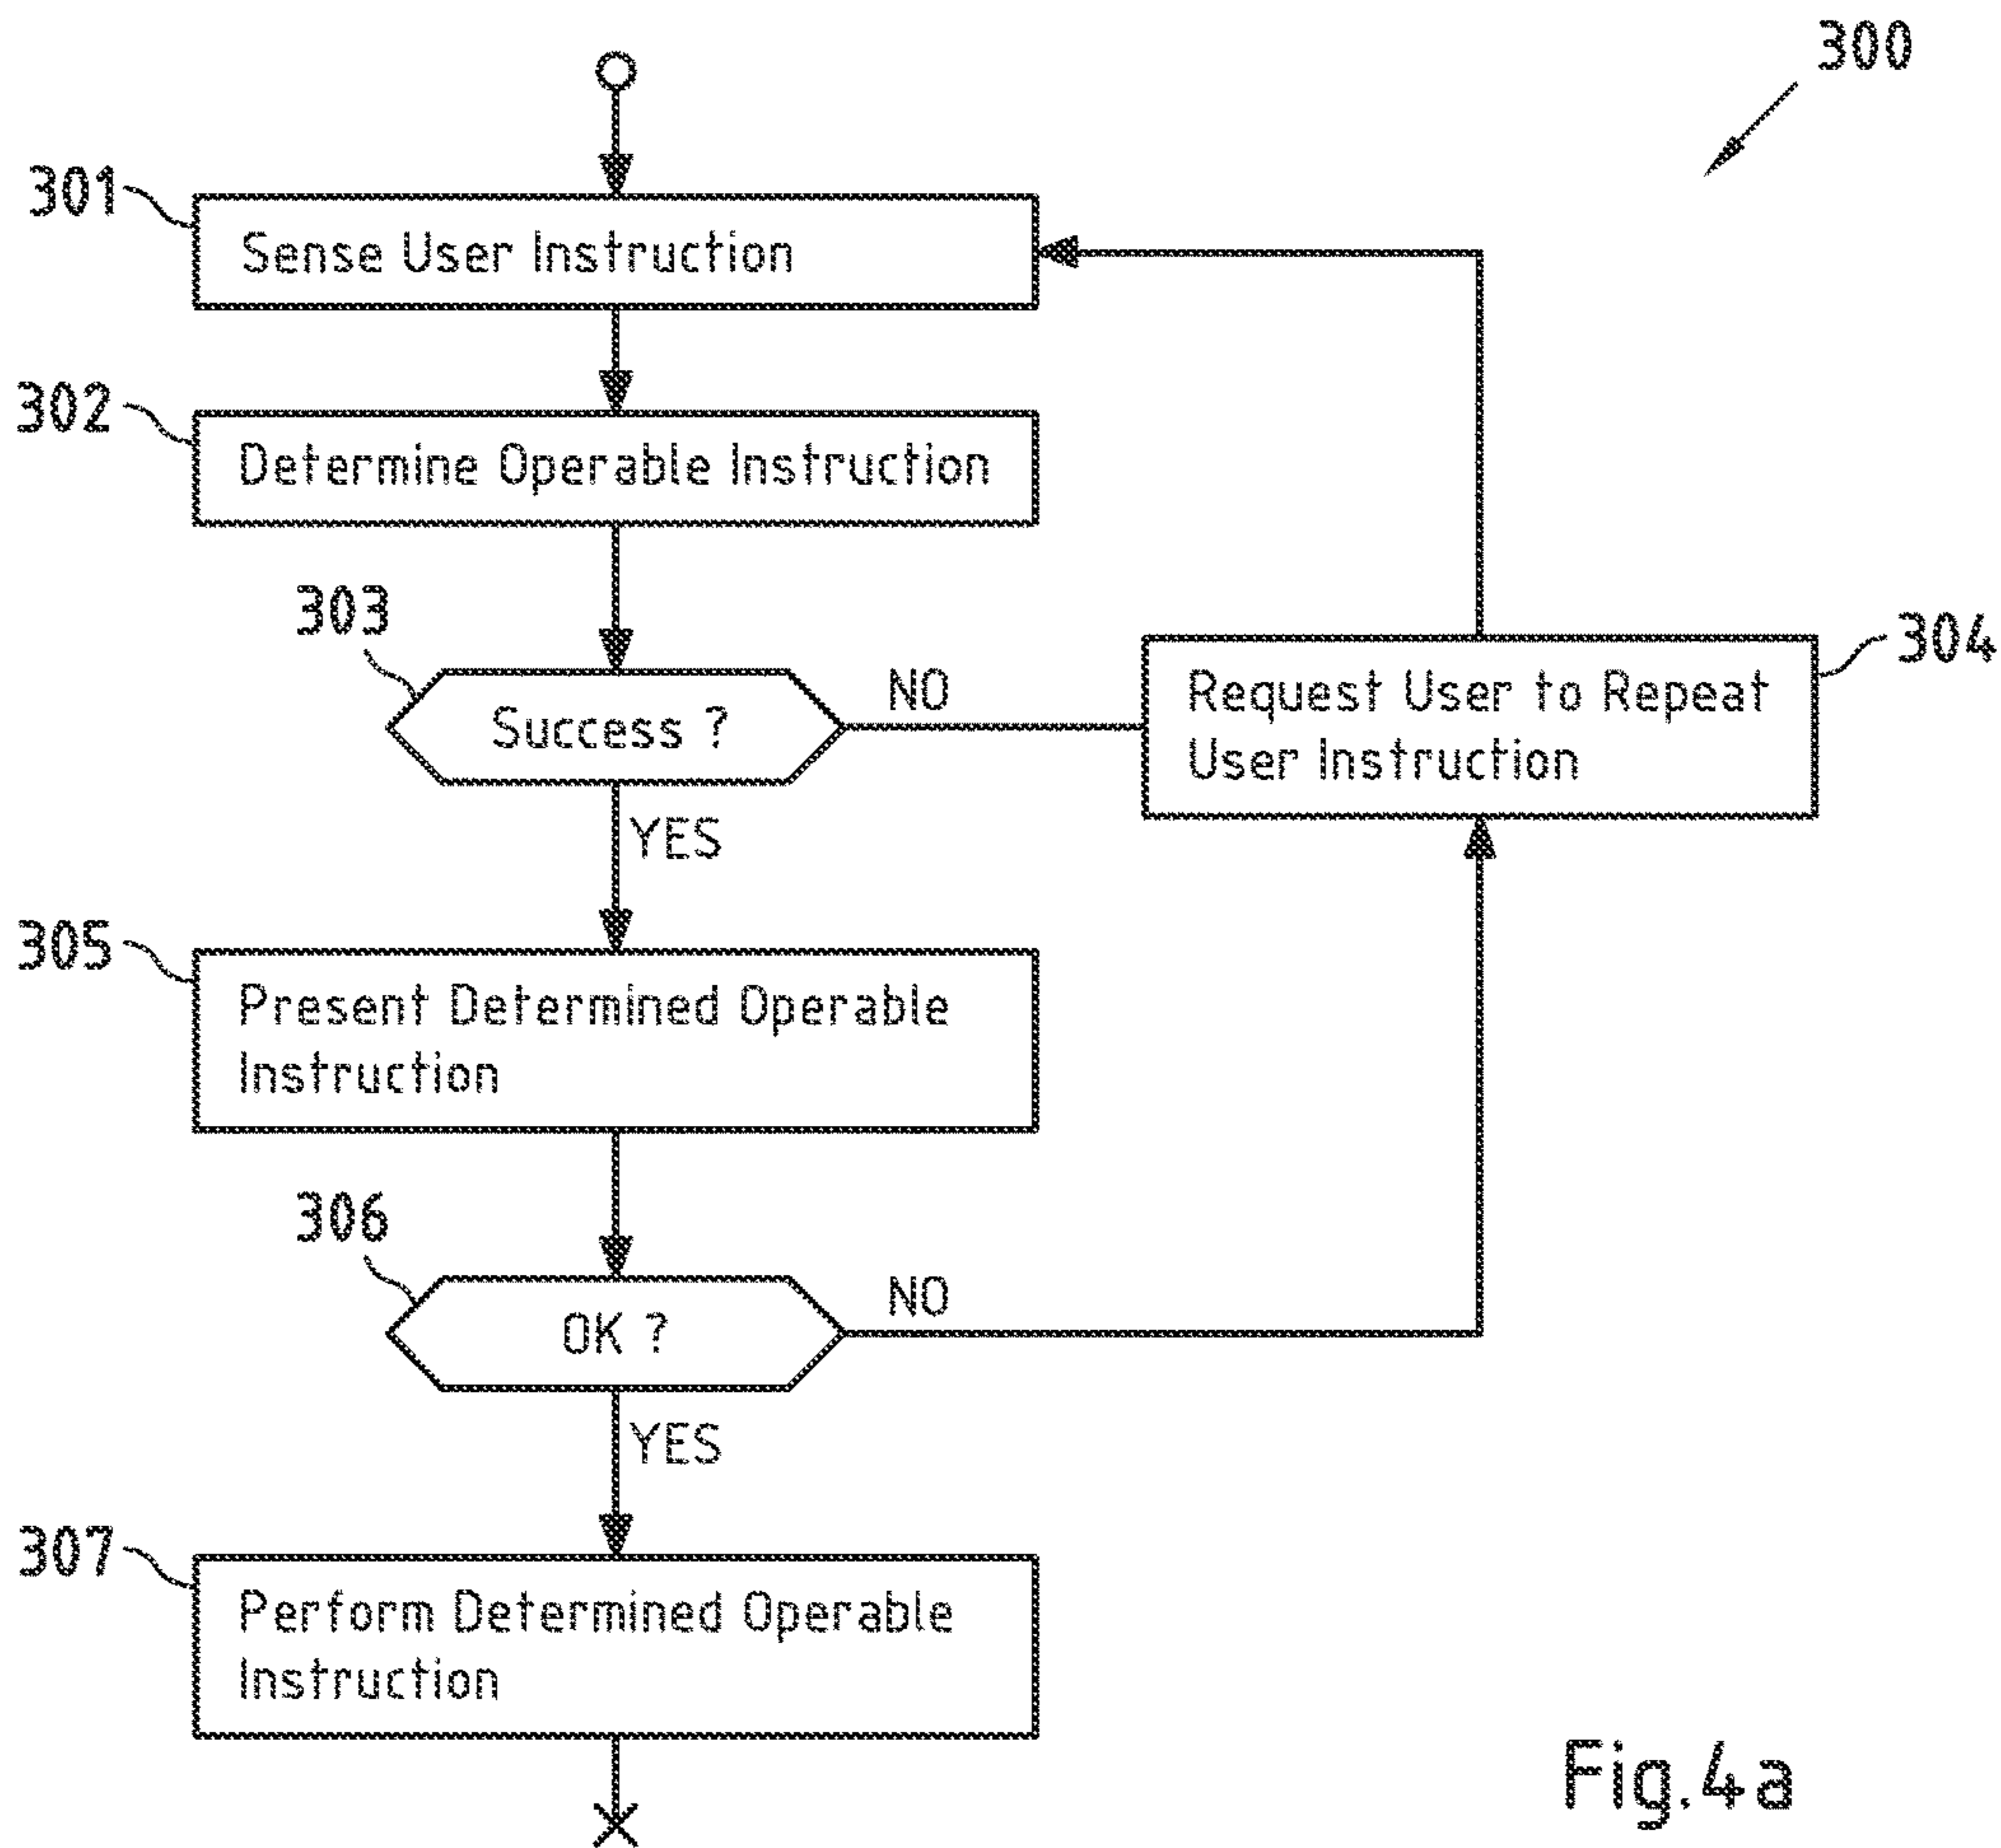 300
301
Sense User Instruction
302
Determine Operable Instruction
303
Success ?
NO
304
Request User to Repeat
User Instruction
YES
305
Present Determined Operable
Instruction
306
OK ?
NO
YES
307
Perform Determined Operable
Instruction
Fig.4a